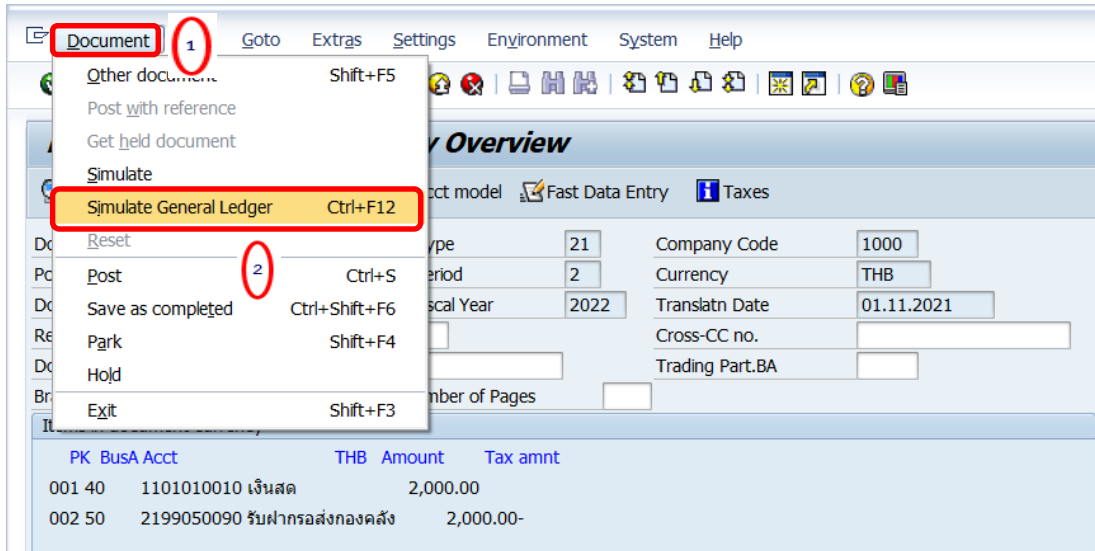 Document 1 Goto Extras Settings Environment System Help
Other document Shift+F5
Post with reference
Get held document
Overview
Simulate
cct model Fast Data Entry Taxes
Simulate General Ledger Ctrl+F12
Reset
ype 21 Company Code 1000
2
Post Ctrl+S
eriod 2 Currency THB
Save as completed Ctrl+Shift+F6
scal Year 2022 Translatn Date 01.11.2021
Park Shift+F4
Cross-CC no.
Hold
Trading Part.BA
Exit Shift+F3
mber of Pages
PK BusA Acct THB Amount Tax amnt
001 40 1101010010 เงินสด 2,000.00
002 50 2199050090 รับฝากรอส่งกองคลัง 2,000.00-